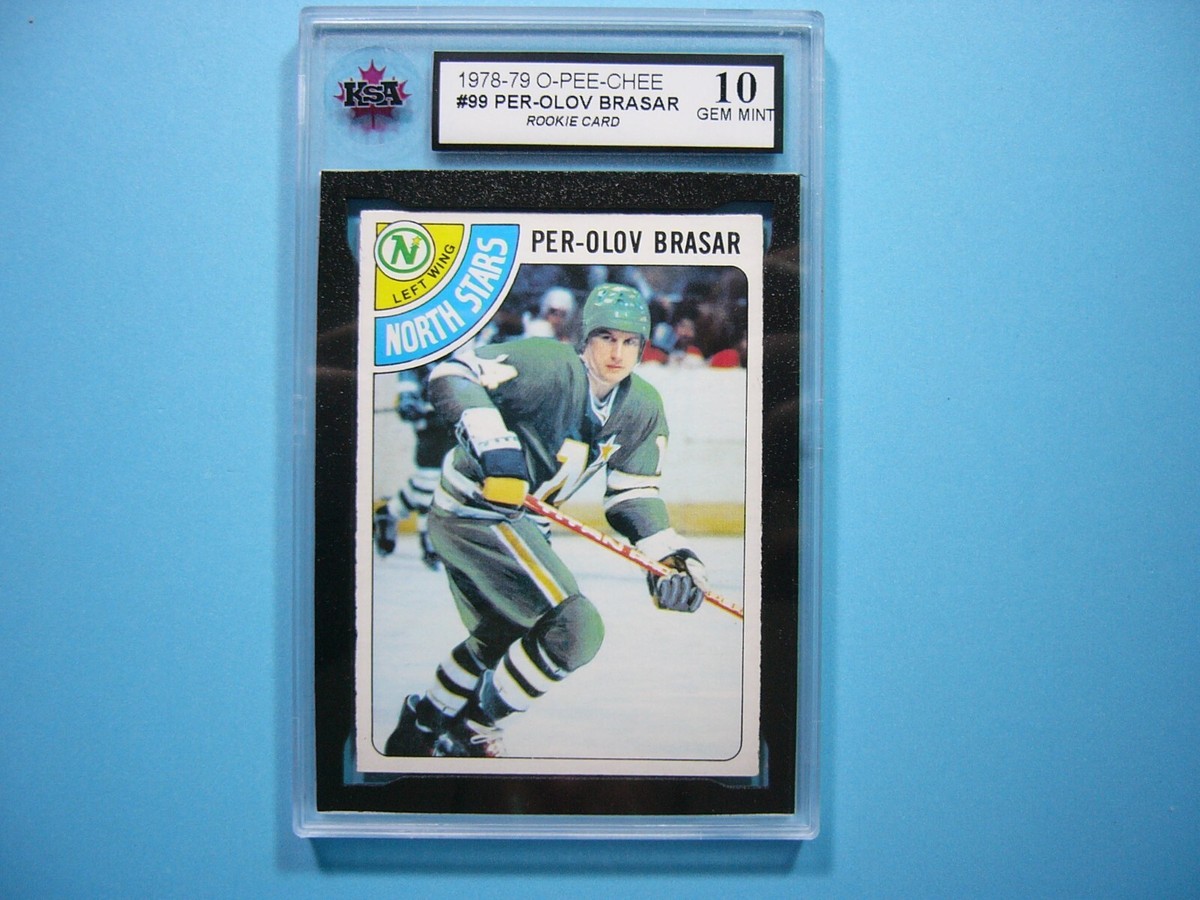 KSA
1978-79 O-PEE-CHEE
#99 PER-OLOV BRASAR
ROOKIE CARD
10
GEM MINT
N
LEFT WING
NORTH STARS
PER-OLOV BRASAR
TITAN